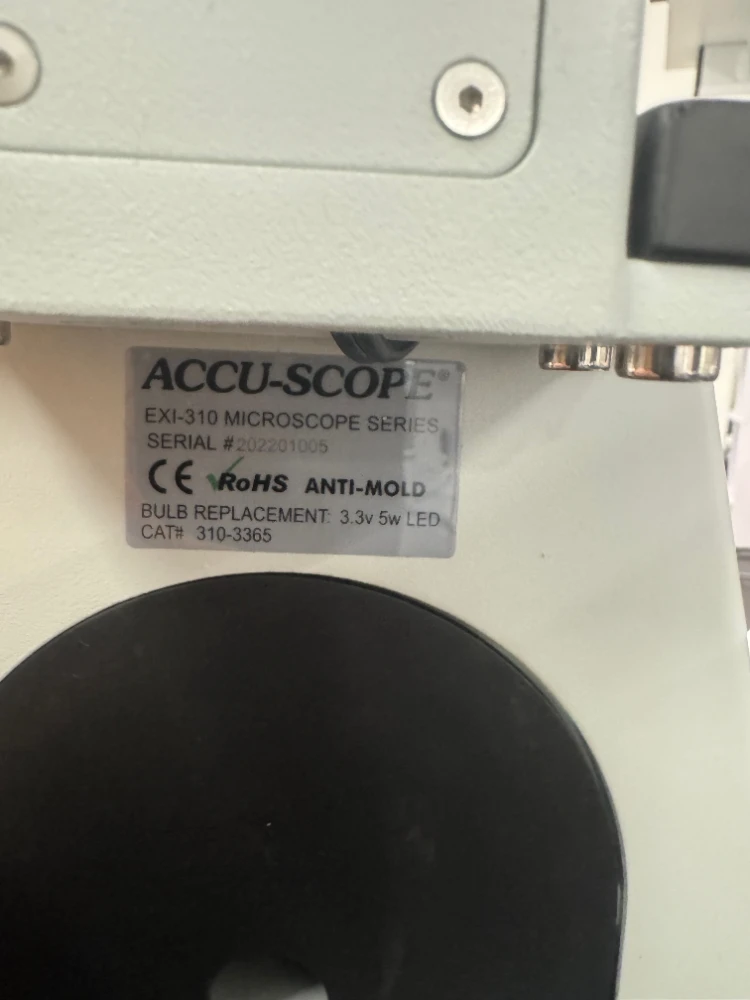 ACCU-SCOPE®
EXI-310 MICROSCOPE SERIES
SERIAL #202201005
CE RoHS ANTI-MOLD
BULB REPLACEMENT: 3.3v 5w LED
CAT# 310-3365